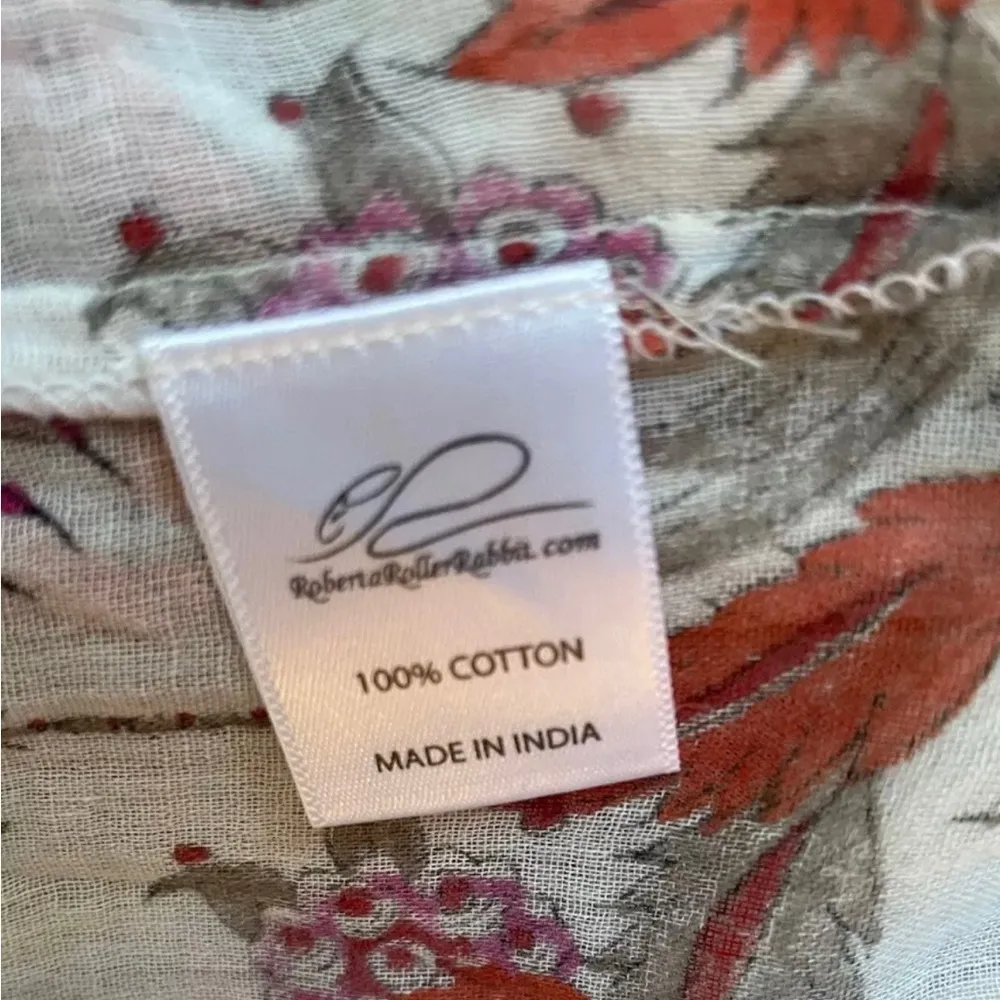 RobertaRollerRabbit.com
100% COTTON
MADE IN INDIA